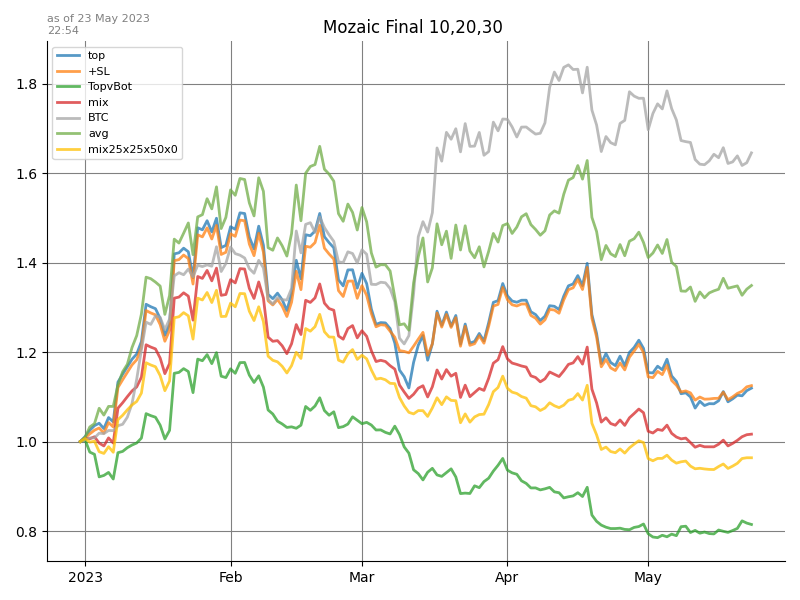 as of 23 May 2023
22:54
Mozaic Final 10,20,30
top
+SL
TopvBot
mix
BTC
avg
mix25x25x50x0
1.8
1.6
1.4
1.2
1.0
0.8
2023 Feb Mar Apr May